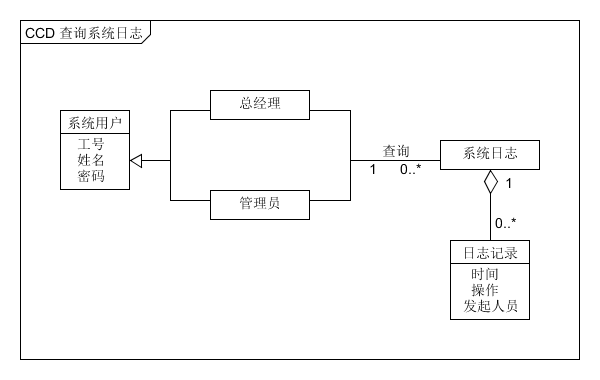 CCD 查询系统日志
总经理
系统用户
工号
姓名
密码
查询
1
0..*
系统日志
1
管理员
0..*
日志记录
时间
操作
发起人员